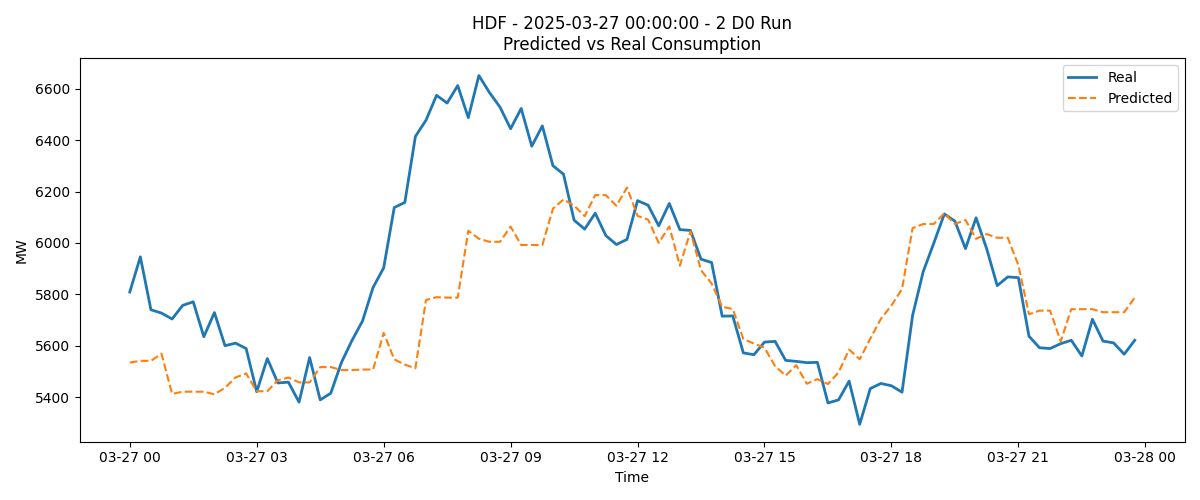 HDF - 2025-03-27 00:00:00 - 2 D0 Run
Predicted vs Real Consumption
Real
Predicted
MW
6600
6400
6200
6000
5800
5600
5400
03-27 00
03-27 03
03-27 06
03-27 09
03-27 12
03-27 15
03-27 18
03-27 21
03-28 00
Time